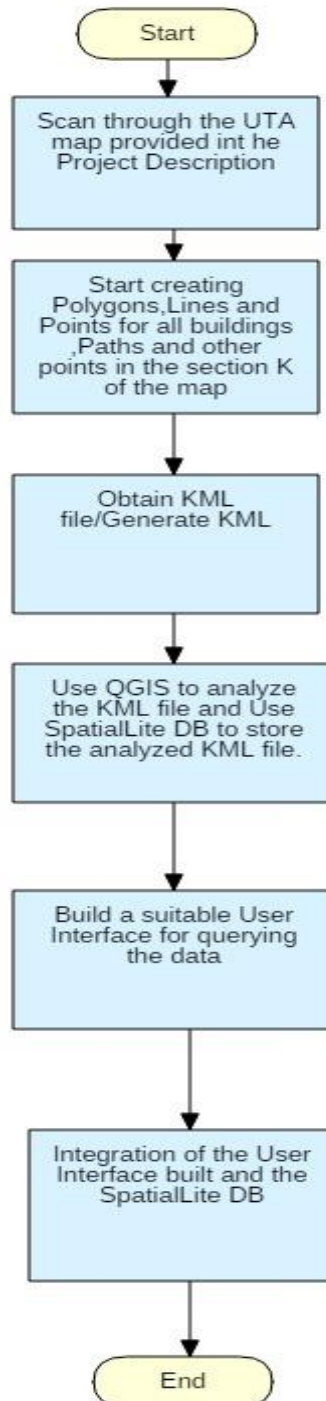 Start
Scan through the UTA
map provided int he
Project Description
Start creating
Polygons,Lines and
Points for all buildings
,Paths and other
points in the section K
of the map
Obtain KML
file/Generate KML
Use QGIS to analyze
the KML file and Use
SpatialLite DB to store
the analyzed KML file.
Build a suitable User
Interface for querying
the data
Integration of the User
Interface built and the
SpatialLite DB
End